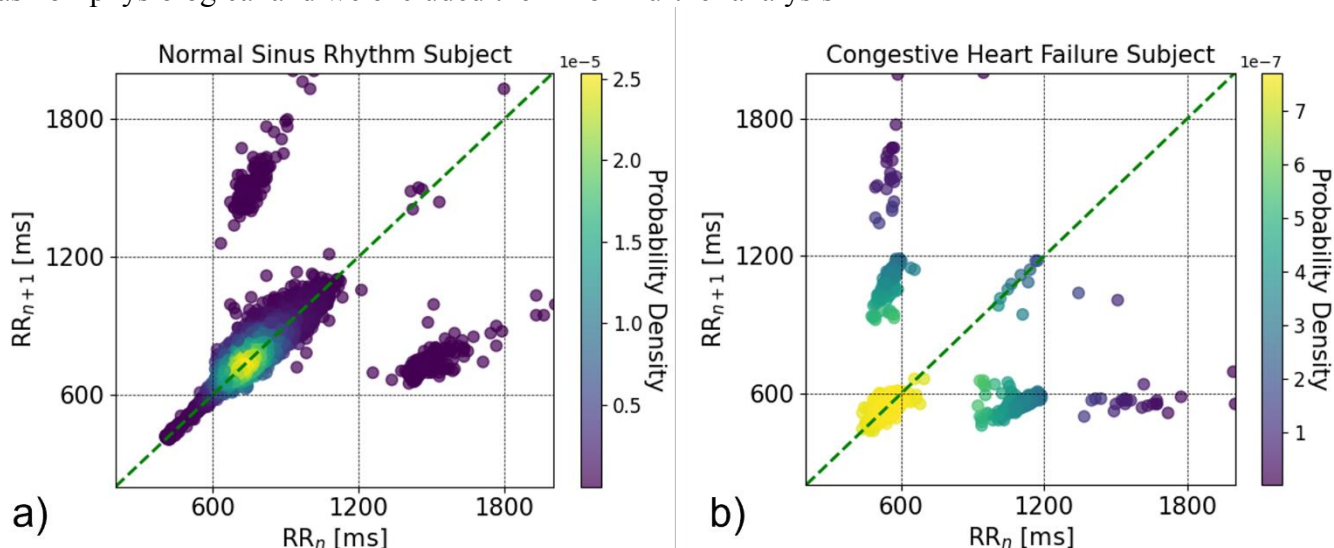 Normal Sinus Rhythm Subject
1e−5
RRₙ₊₁ [ms]
1800
1200
600
600 1200 1800
RRₙ [ms]
2.5
2.0
1.5
1.0
0.5
Probability Density
a)
Congestive Heart Failure Subject
1e−7
RRₙ₊₁ [ms]
1800
1200
600
600 1200 1800
RRₙ [ms]
7
6
5
4
3
2
1
Probability Density
b)